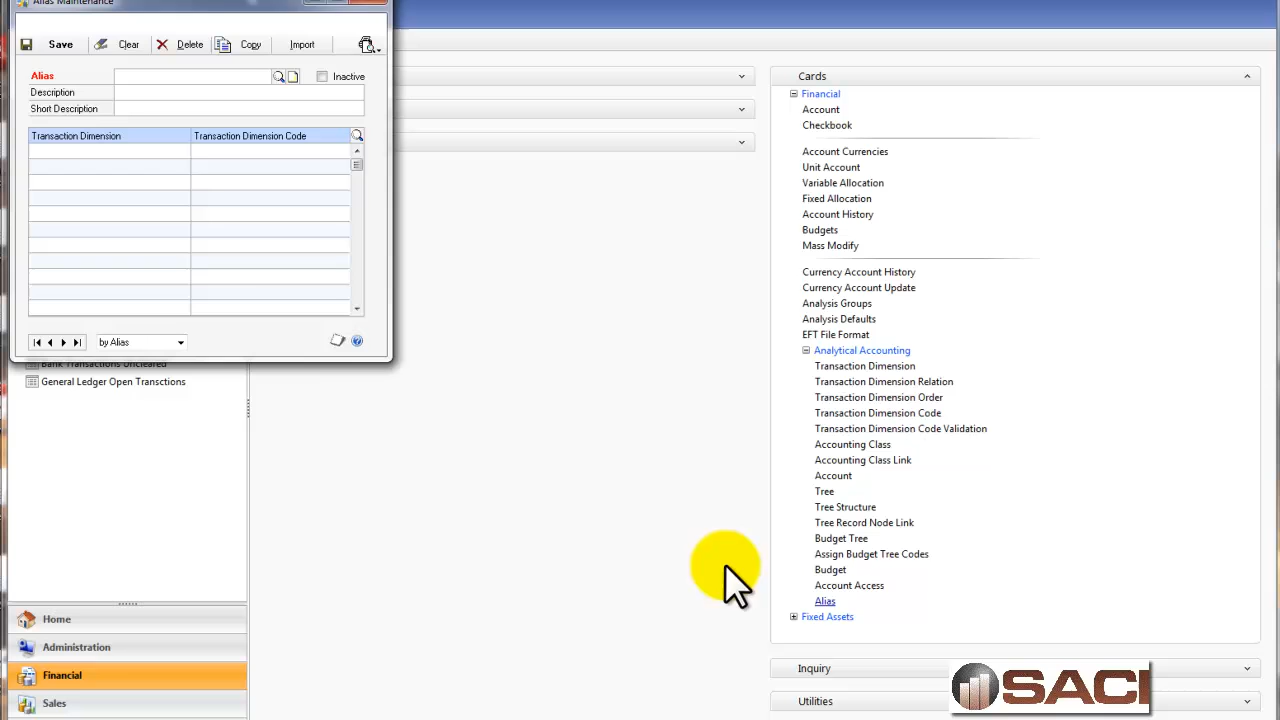 Alias Maintenance
Save Clear Delete Copy Import
Alias
Inactive
Description
Short Description
Transaction Dimension Transaction Dimension Code
by Alias
Bank Transactions Uncleared
General Ledger Open Transctions
Home
Administration
Financial
Sales
Cards
Financial
Account
Checkbook
Account Currencies
Unit Account
Variable Allocation
Fixed Allocation
Account History
Budgets
Mass Modify
Currency Account History
Currency Account Update
Analysis Groups
Analysis Defaults
EFT File Format
Analytical Accounting
Transaction Dimension
Transaction Dimension Relation
Transaction Dimension Order
Transaction Dimension Code
Transaction Dimension Code Validation
Accounting Class
Accounting Class Link
Account
Tree
Tree Structure
Tree Record Node Link
Budget Tree
Assign Budget Tree Codes
Budget
Account Access
Alias
Fixed Assets
Inquiry
Utilities
SACI